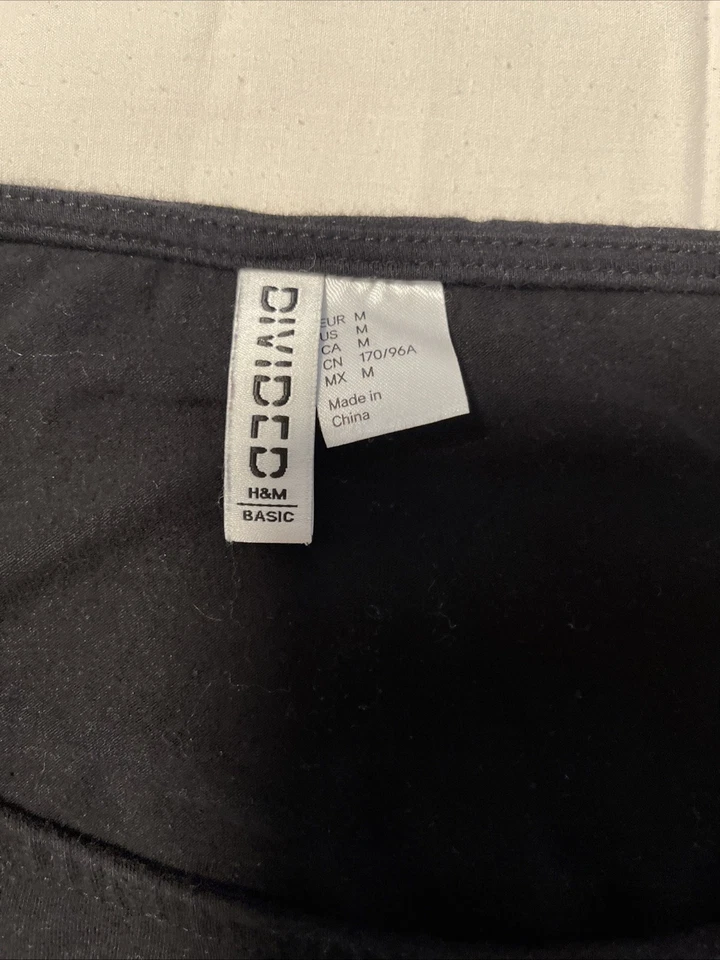 DIVIDED
H&M
BASIC
EUR M
US M
CA M
CN 170/96A
MX M
Made in
China